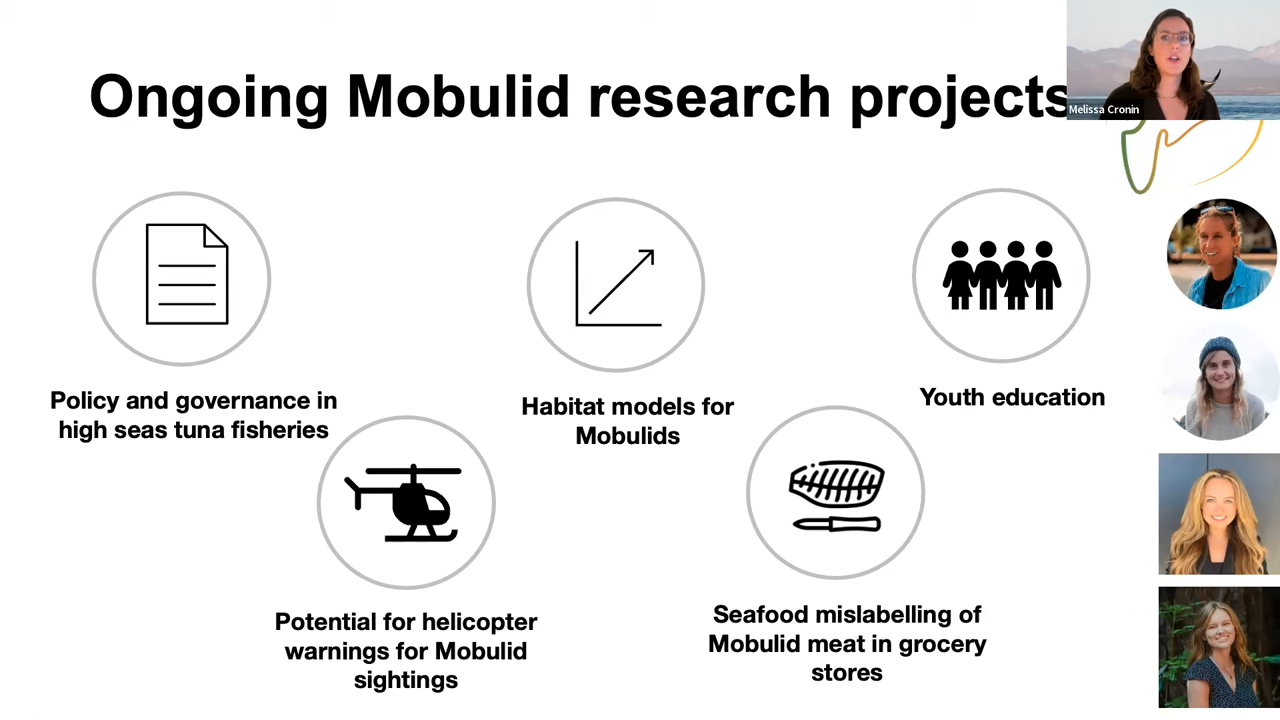 Ongoing Mobulid research projects
Melissa Cronin
Policy and governance in
high seas tuna fisheries
Habitat models for
Mobulids
Youth education
Potential for helicopter
warnings for Mobulid
sightings
Seafood mislabelling of
Mobulid meat in grocery
stores